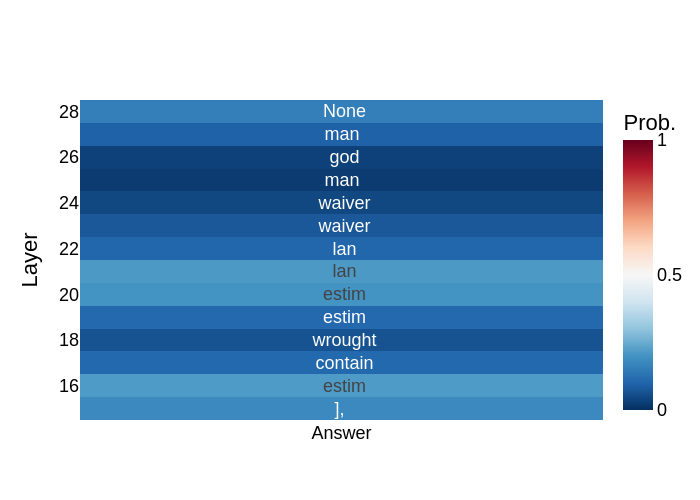 28 None
man
Prob.
1
26 god
man
24 waiver
waiver
22 lan
Layer
lan
0.5
20 estim
estim
18 wrought
contain
16 estim
],
0
Answer